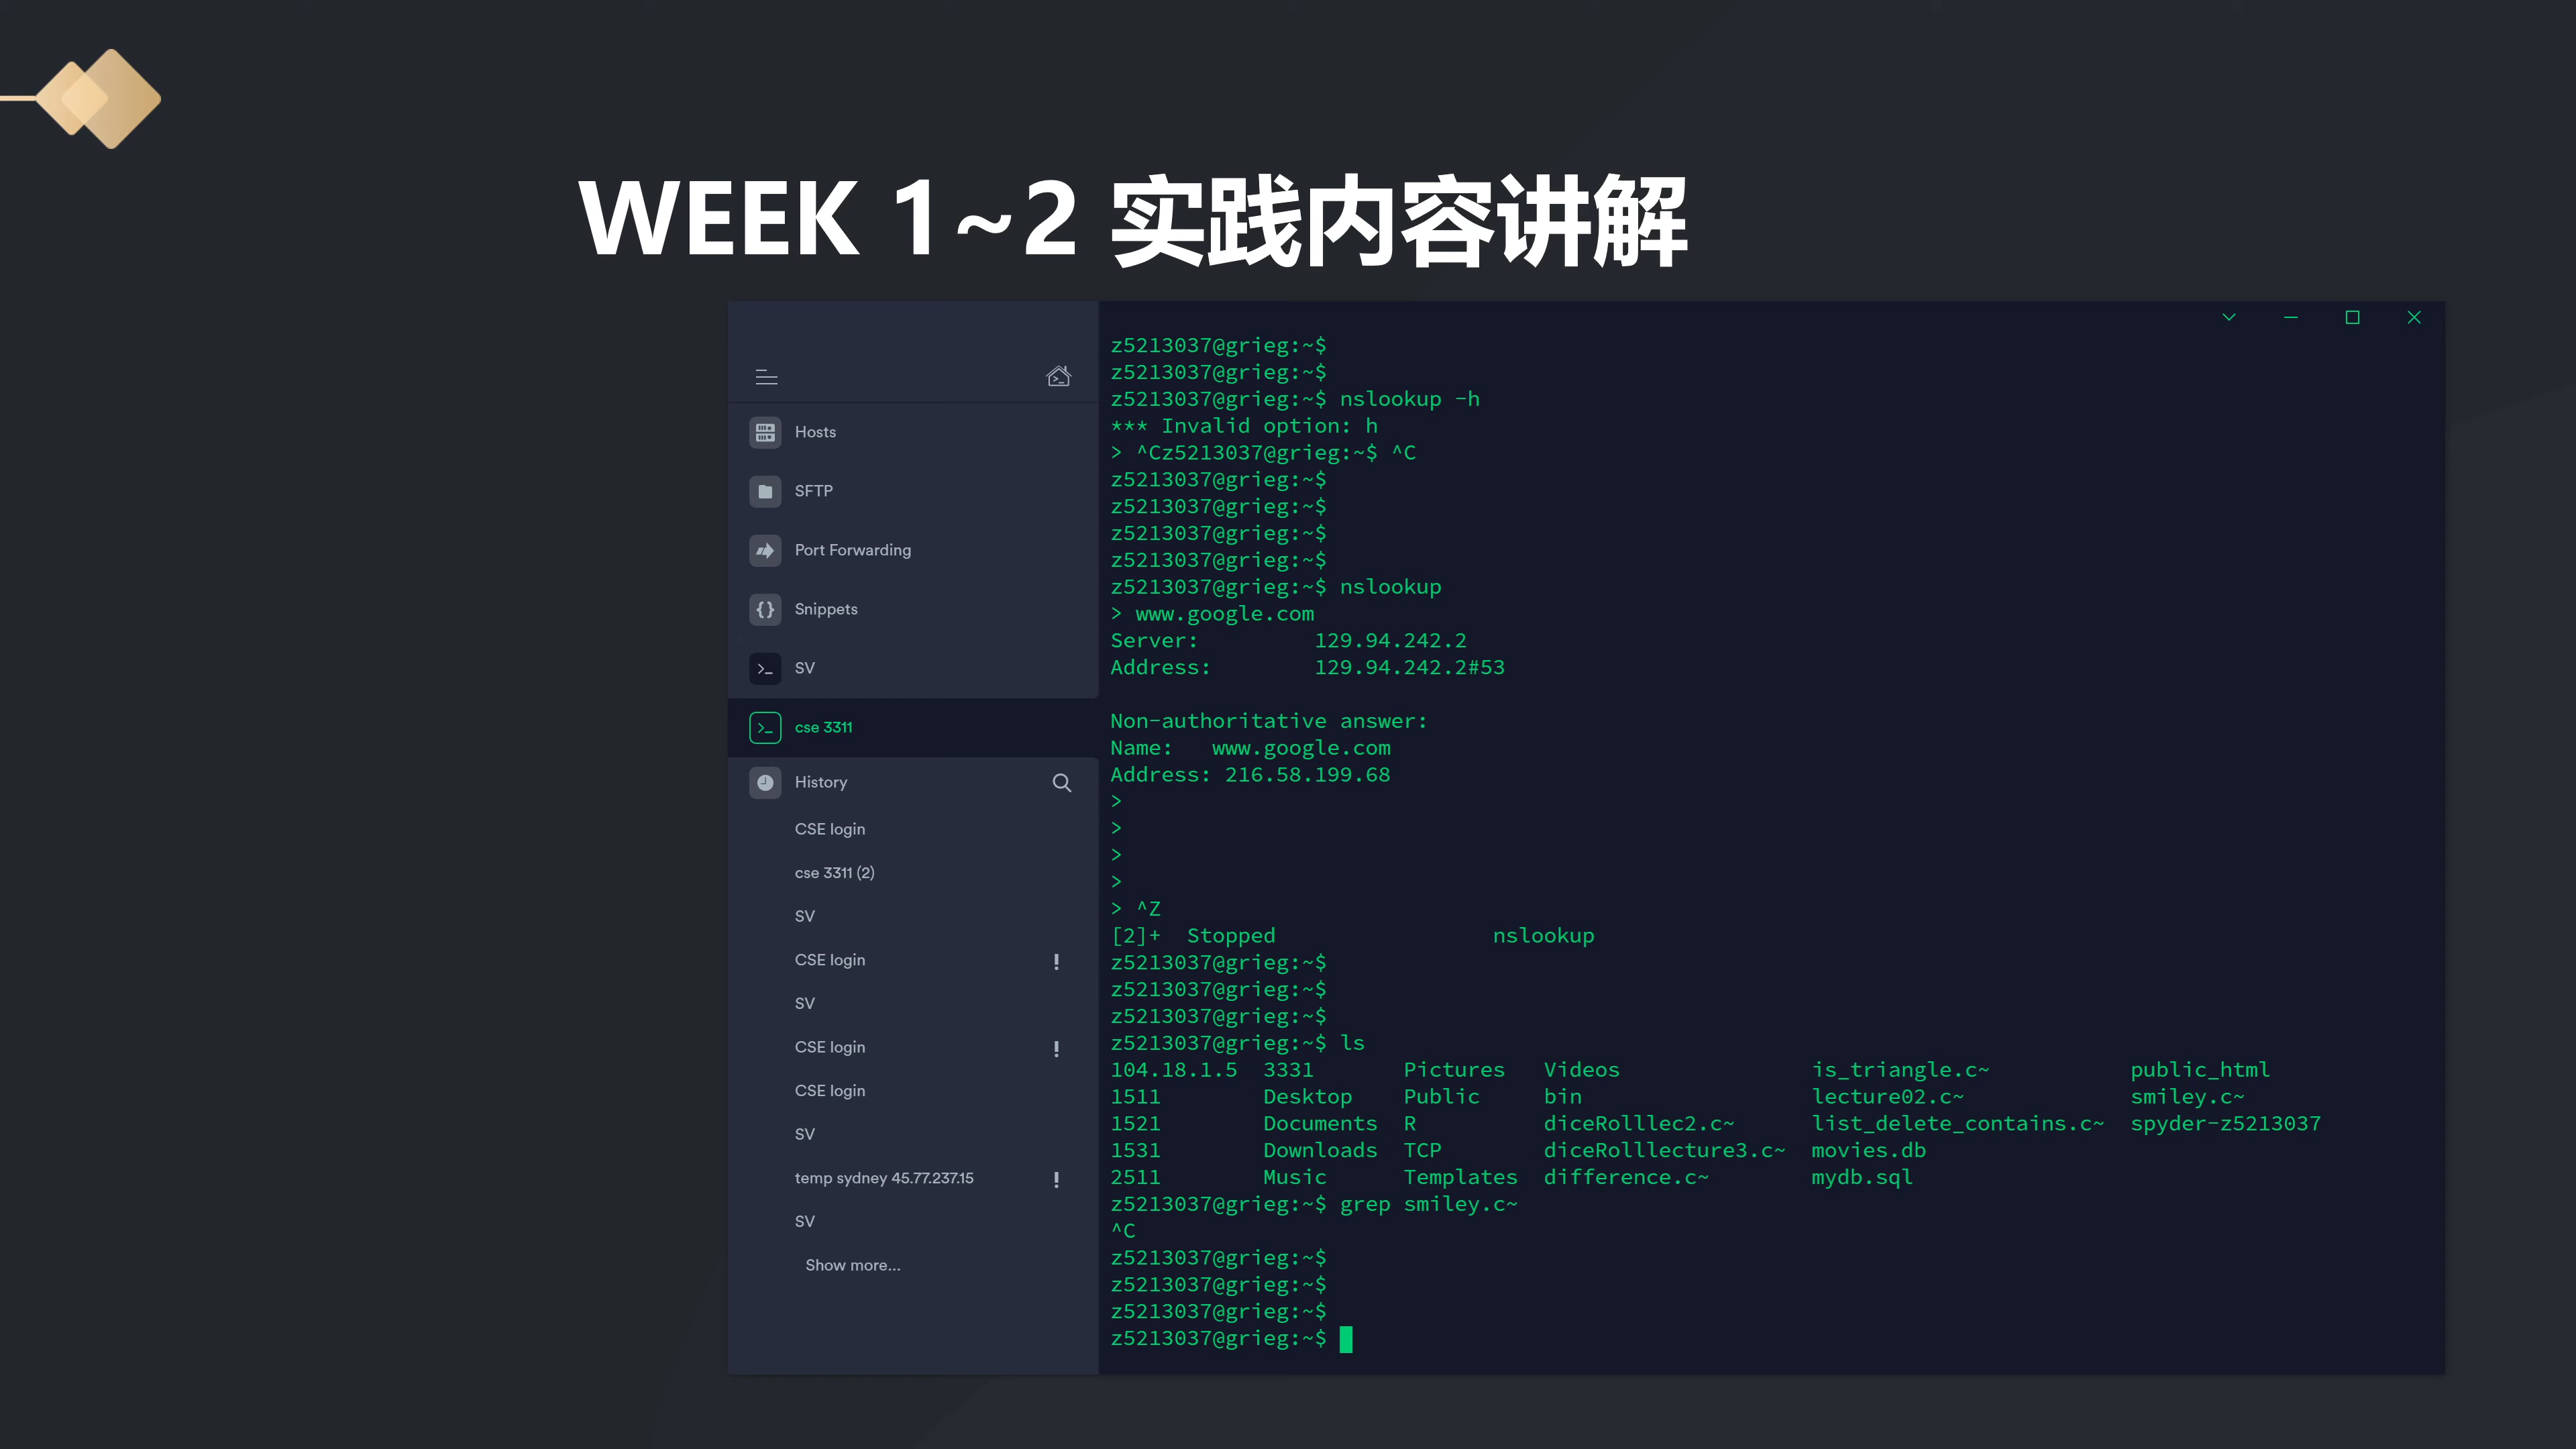 WEEK 1~2 实践内容讲解
Hosts
SFTP
Port Forwarding
Snippets
SV
cse 3311
History
CSE login
cse 3311 (2)
SV
CSE login !
SV
CSE login !
CSE login
SV
temp sydney 45.77.237.15 !
SV
Show more...
z5213037@grieg:~$
z5213037@grieg:~$
z5213037@grieg:~$ nslookup -h
*** Invalid option: h
> ^Cz5213037@grieg:~$ ^C
z5213037@grieg:~$
z5213037@grieg:~$
z5213037@grieg:~$
z5213037@grieg:~$
z5213037@grieg:~$ nslookup
> www.google.com
Server: 129.94.242.2
Address: 129.94.242.2#53
Non-authoritative answer:
Name: www.google.com
Address: 216.58.199.68
>
>
>
>
> ^Z
[2]+ Stopped nslookup
z5213037@grieg:~$
z5213037@grieg:~$
z5213037@grieg:~$
z5213037@grieg:~$ ls
104.18.1.5 3331 Pictures Videos is_triangle.c~ public_html
1511 Desktop Public bin lecture02.c~ smiley.c~
1521 Documents R diceRolllec2.c~ list_delete_contains.c~ spyder-z5213037
1531 Downloads TCP diceRolllecture3.c~ movies.db
2511 Music Templates difference.c~ mydb.sql
z5213037@grieg:~$ grep smiley.c~
^C
z5213037@grieg:~$
z5213037@grieg:~$
z5213037@grieg:~$
z5213037@grieg:~$